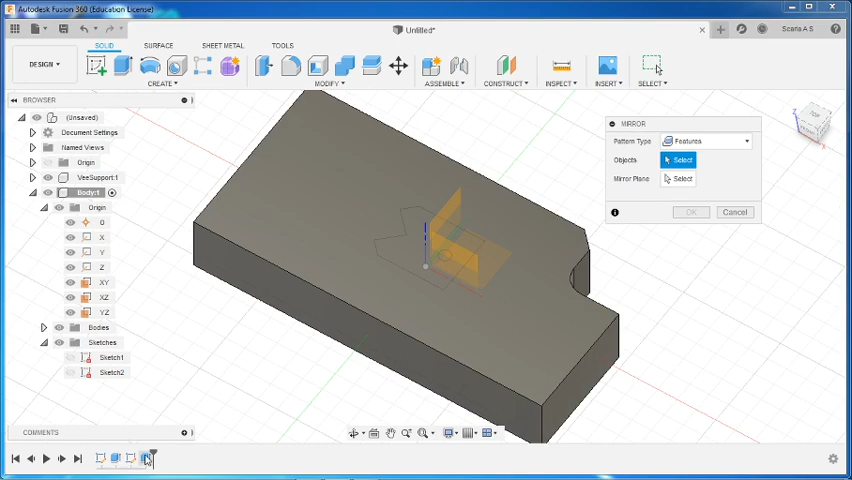 Autodesk Fusion 360 (Education License)
Untitled*
Scaria A S
SOLID SURFACE SHEET METAL TOOLS
DESIGN
CREATE MODIFY ASSEMBLE CONSTRUCT INSPECT INSERT SELECT
BROWSER
(Unsaved)
Document Settings
Named Views
Origin
VeeSupport:1
Body:1
Origin
O
X
Y
Z
XY
XZ
YZ
Bodies
Sketches
Sketch1
Sketch2
MIRROR
Pattern Type Features
Objects Select
Mirror Plane Select
OK Cancel
Z
TOP
X
COMMENTS